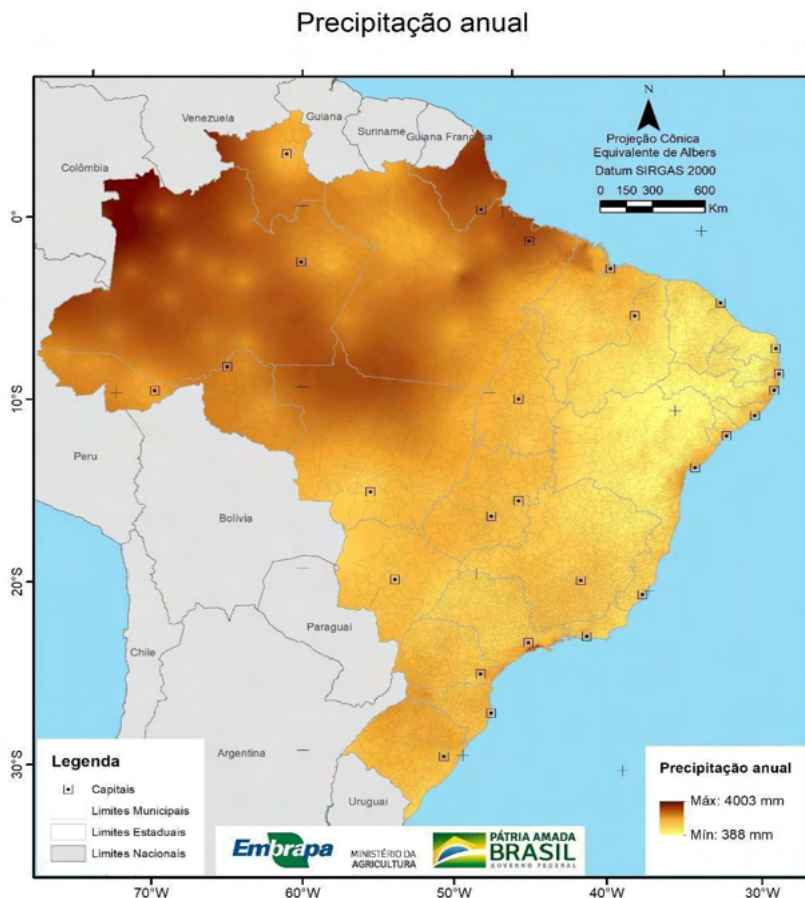 Precipitação anual
Venezuela
Guiana
Suriname
Guiana Francesa
Colômbia
N
Projeção Cônica
Equivalente de Albers
Datum SIRGAS 2000
0 150 300 600
Km
0°
10°S
Peru
Bolívia
20°S
Paraguai
Chile
Argentina
30°S
Uruguai
Legenda
Capitais
Limites Municipais
Limites Estaduais
Limites Nacionais
Embrapa
MINISTÉRIO DA
AGRICULTURA
PÁTRIA AMADA
BRASIL
GOVERNO FEDERAL
Precipitação anual
Máx: 4003 mm
Mín: 388 mm
70°W 60°W 50°W 40°W 30°W